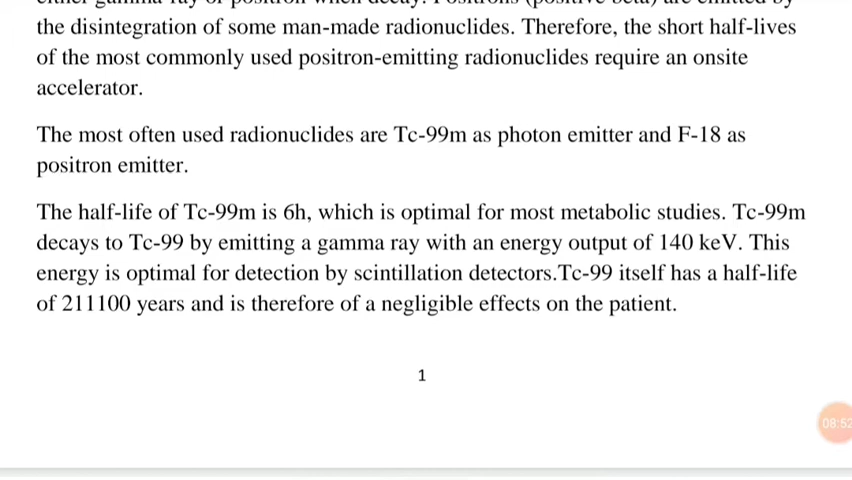 the disintegration of some man-made radionuclides. Therefore, the short half-lives
of the most commonly used positron-emitting radionuclides require an onsite
accelerator.
The most often used radionuclides are Tc-99m as photon emitter and F-18 as
positron emitter.
The half-life of Tc-99m is 6h, which is optimal for most metabolic studies. Tc-99m
decays to Tc-99 by emitting a gamma ray with an energy output of 140 keV. This
energy is optimal for detection by scintillation detectors.Tc-99 itself has a half-life
of 211100 years and is therefore of a negligible effects on the patient.
1
08:52